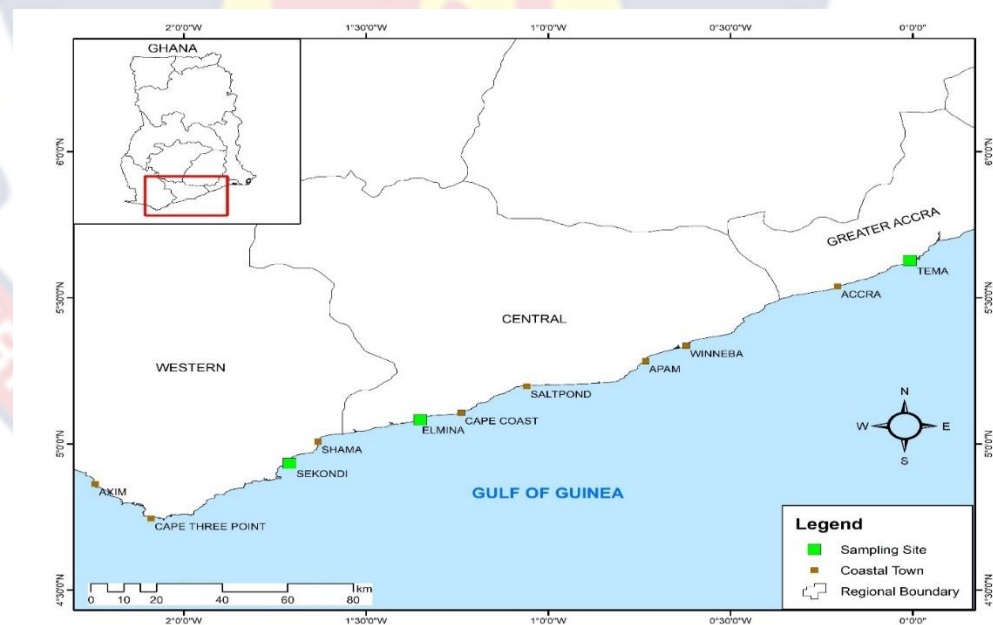 2°0'0"W 1°30'0"W 1°0'0"W 0°30'0"W 0°0'0"
GHANA
6°0'0"N 6°0'0"N
GREATER ACCRA
TEMA
5°30'0"N 5°30'0"N
ACCRA
CENTRAL
WINNEBA
WESTERN
APAM
SALTPOND
N
CAPE COAST
ELMINA
W E
SHAMA
S
5°0'0"N 5°0'0"N
SEKONDI
AXIM
GULF OF GUINEA
CAPE THREE POINT
Legend
Sampling Site
Coastal Town
Regional Boundary
km
0 10 20 40 60 80
4°30'0"N 4°30'0"N
2°0'0"W 1°30'0"W 1°0'0"W 0°30'0"W 0°0'0"